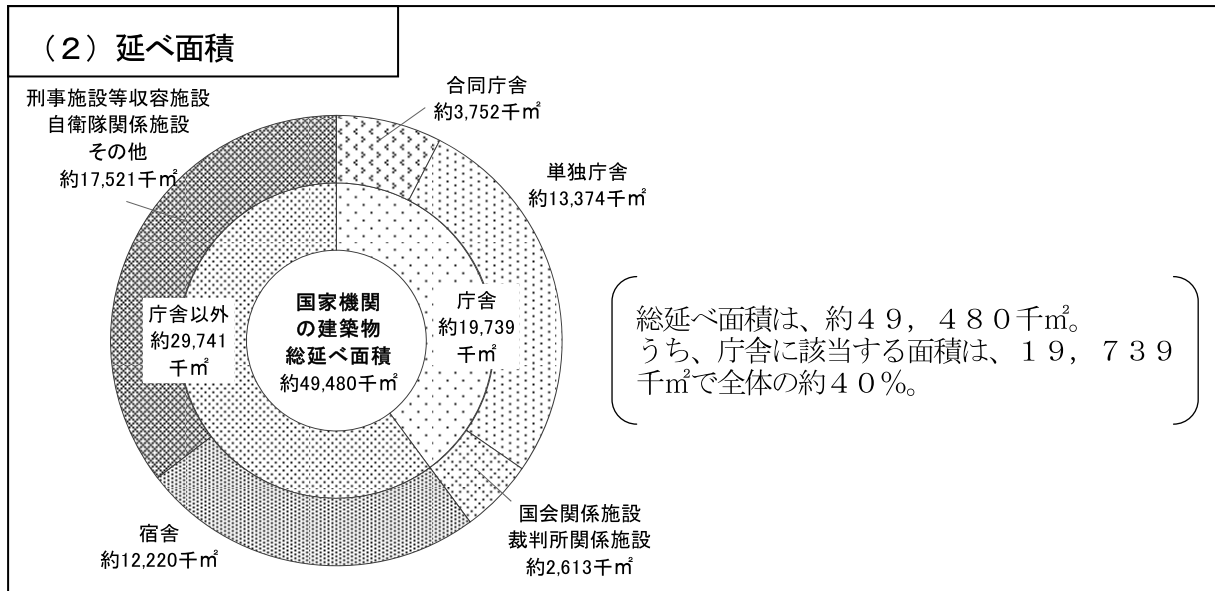 （２）延べ面積
合同庁舎
約3,752千㎡
単独庁舎
約13,374千㎡
国会関係施設
裁判所関係施設
約2,613千㎡
宿舎
約12,220千㎡
刑事施設等収容施設
自衛隊関係施設
その他
約17,521千㎡
庁舎以外
約29,741
千㎡
国家機関
の建築物
総延べ面積
約49,480千㎡
庁舎
約19,739
千㎡
総延べ面積は、約４９，４８０千㎡。
うち、庁舎に該当する面積は、１９，７３９
千㎡で全体の約４０％。